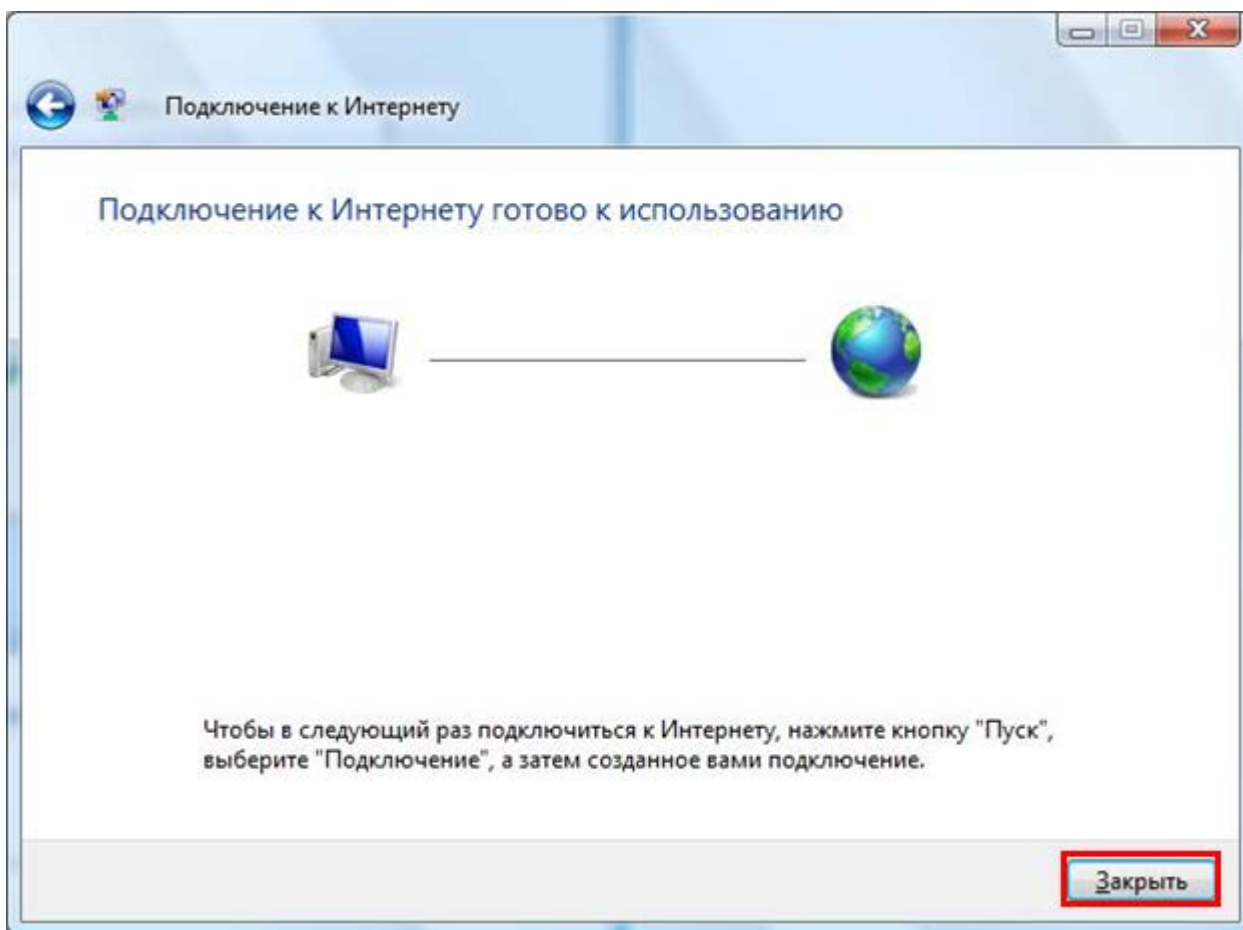 Подключение к Интернету
Подключение к Интернету готово к использованию
Чтобы в следующий раз подключиться к Интернету, нажмите кнопку "Пуск",
выберите "Подключение", а затем созданное вами подключение.
Закрыть